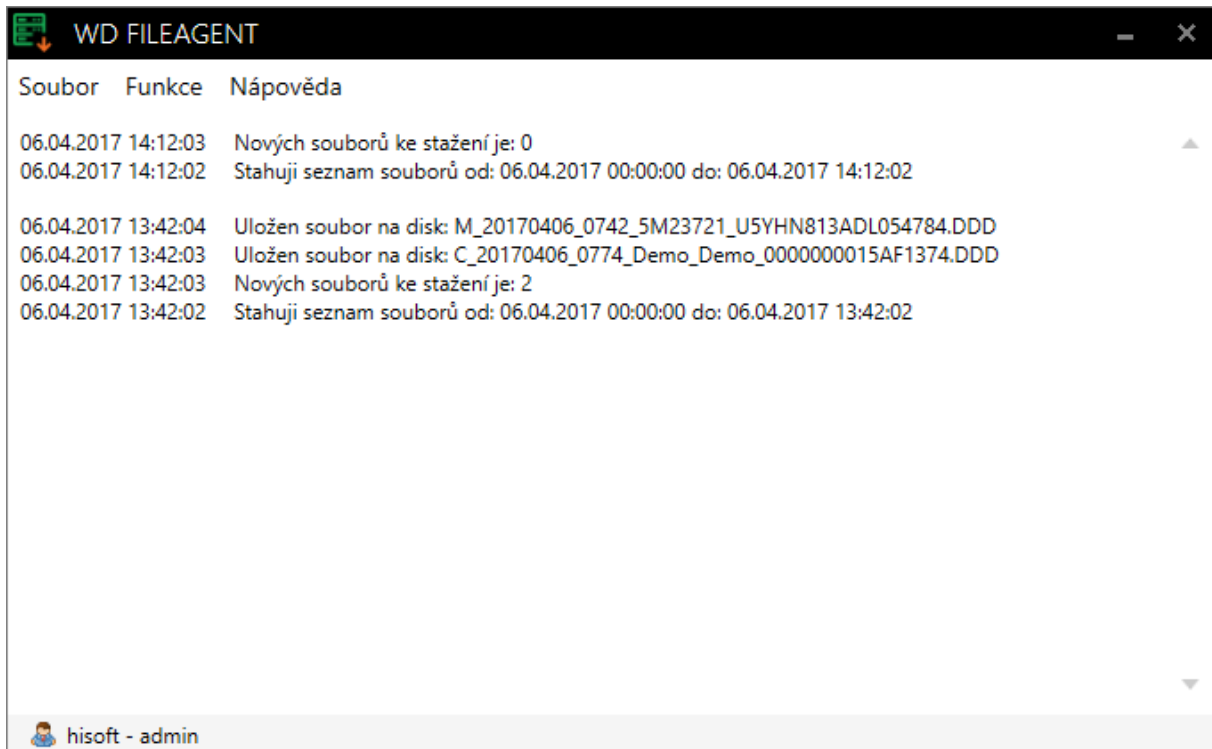 WD FILEAGENT
Soubor Funkce Nápověda
06.04.2017 14:12:03 Nových souborů ke stažení je: 0
06.04.2017 14:12:02 Stahuji seznam souborů od: 06.04.2017 00:00:00 do: 06.04.2017 14:12:02
06.04.2017 13:42:04 Uložen soubor na disk: M_20170406_0742_5M23721_U5YHN813ADL054784.DDD
06.04.2017 13:42:03 Uložen soubor na disk: C_20170406_0774_Demo_Demo_0000000015AF1374.DDD
06.04.2017 13:42:03 Nových souborů ke stažení je: 2
06.04.2017 13:42:02 Stahuji seznam souborů od: 06.04.2017 00:00:00 do: 06.04.2017 13:42:02
hisoft - admin